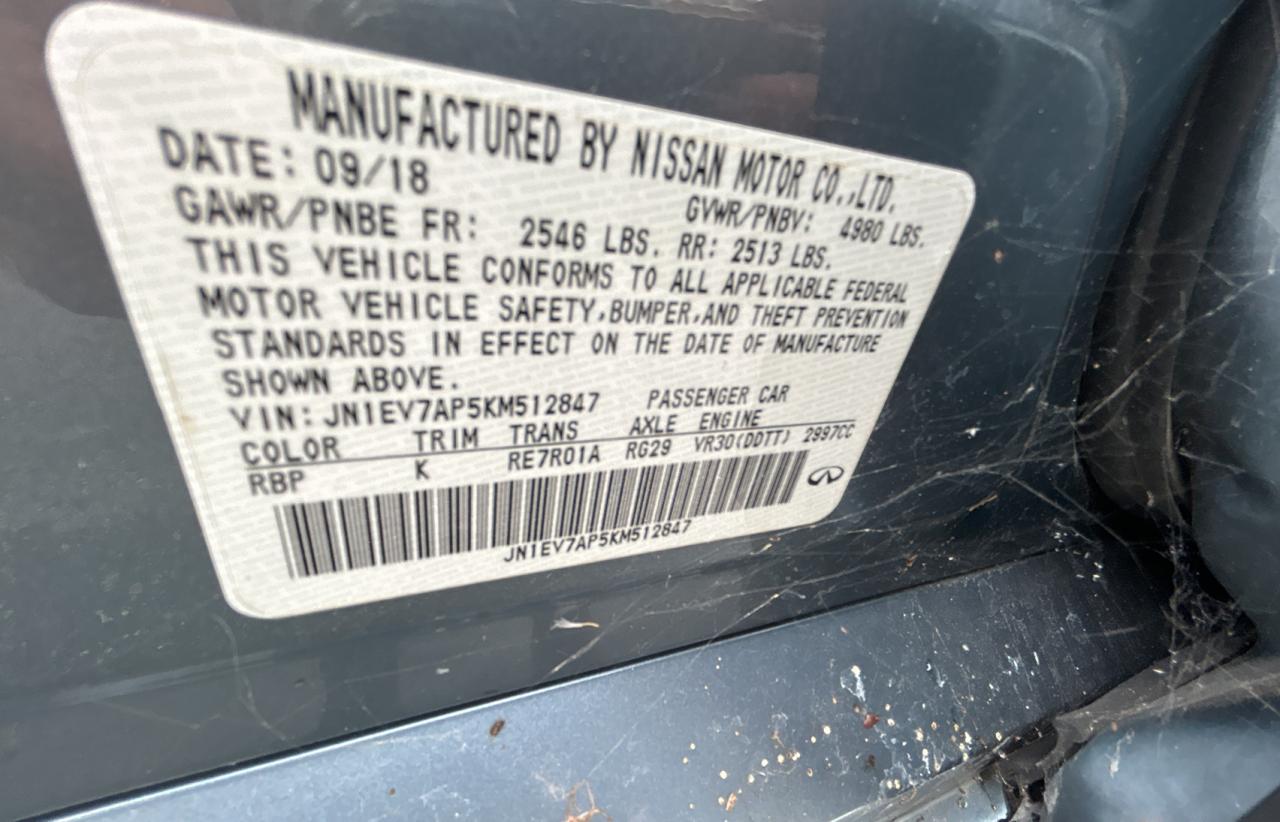 MANUFACTURED BY NISSAN MOTOR CO.,LTD.
DATE: 09/18
GVWR/PNBV: 4980 LBS.
GAWR/PNBE FR: 2546 LBS. RR: 2513 LBS.
THIS VEHICLE CONFORMS TO ALL APPLICABLE FEDERAL
MOTOR VEHICLE SAFETY,BUMPER,AND THEFT PREVENTION
STANDARDS IN EFFECT ON THE DATE OF MANUFACTURE
SHOWN ABOVE.
VIN:JN1EV7AP5KM512847 PASSENGER CAR
COLOR TRIM TRANS AXLE ENGINE
RBP K RE7R01A RG29 VR30(DDTT) 2997CC
JN1EV7AP5KM512847